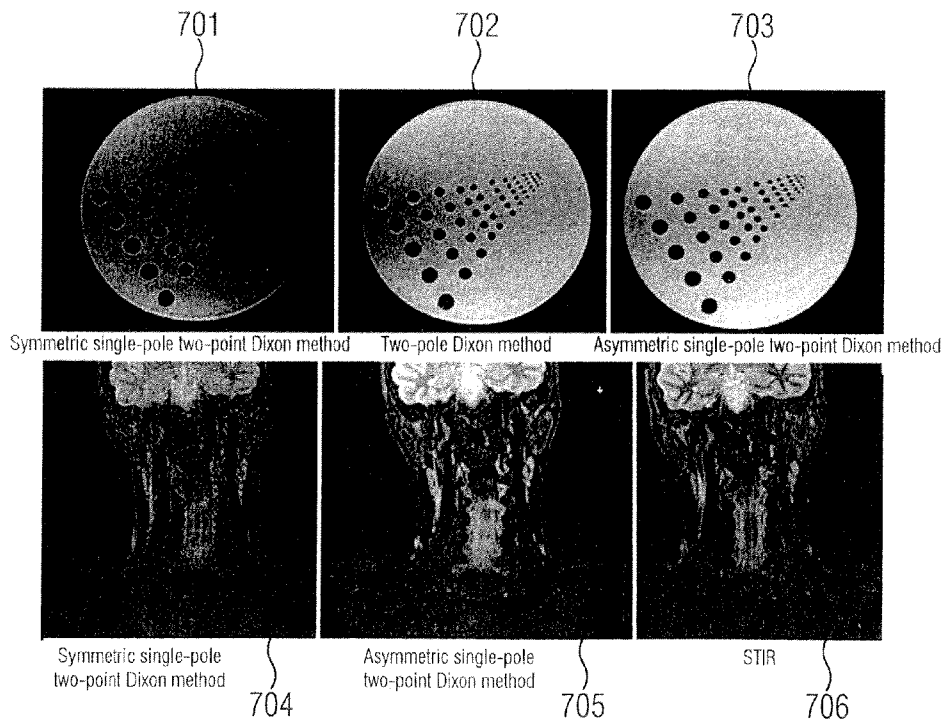 701
702
703
Symmetric single-pole two-point Dixon method
Two-pole Dixon method
Asymmetric single-pole two-point Dixon method
Symmetric single-pole
two-point Dixon method
Asymmetric single-pole
two-point Dixon method
STIR
704
705
706